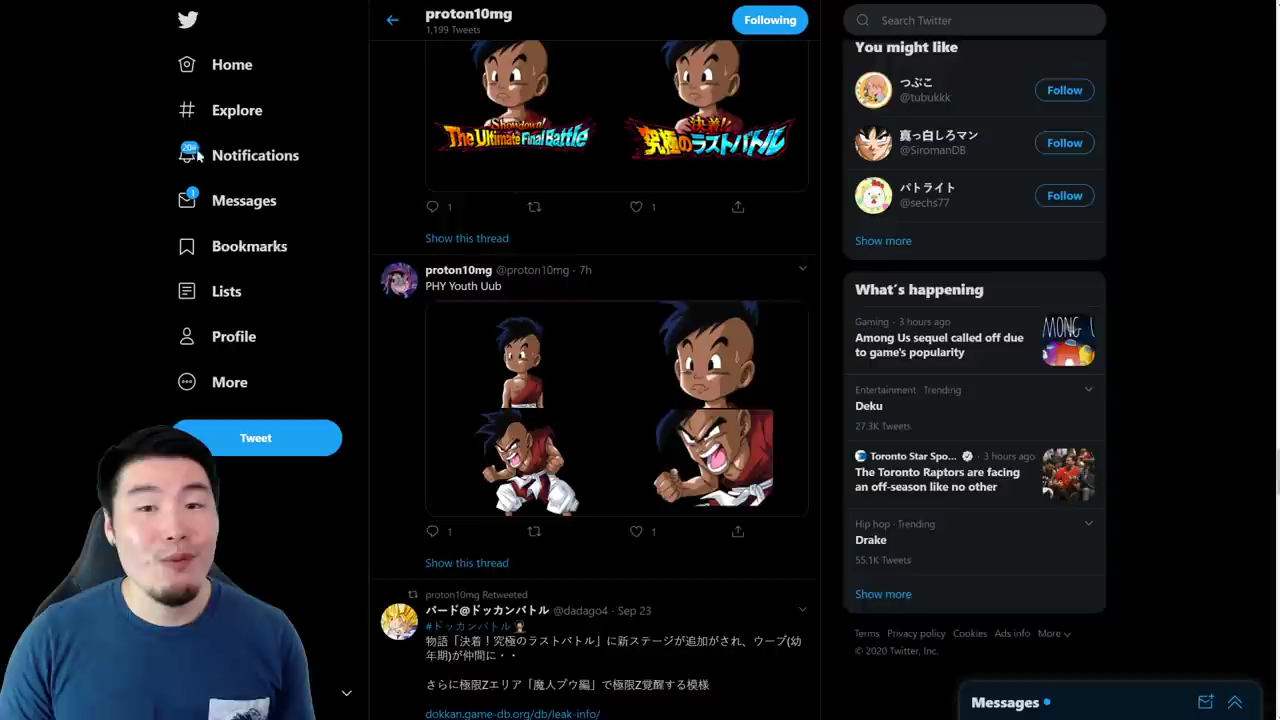 Home
Explore
20+
Notifications
1
Messages
Bookmarks
Lists
Profile
More
Tweet
proton10mg
1,199 Tweets
Following
Showdown!
The Ultimate Final Battle
決着!!
究極のラストバトル
1
1
Show this thread
proton10mg @proton10mg · 7h
PHY Youth Uub
1
1
Show this thread
proton10mg Retweeted
バード@ドッカンバトル @dadago4 · Sep 23
#ドッカンバトル
物語「決着！究極のラストバトル」に新ステージが追加がされ、ウーブ(幼
年期)が仲間に・・
さらに極限Zエリア「魔人ブウ編」で極限Z覚醒する模様
dokkan.game-db.org/db/leak-info/
Search Twitter
You might like
つぶこ
@tubukkk
Follow
真っ白しろマン
@SiromanDB
Follow
パトライト
@sechs77
Follow
Show more
What's happening
Gaming · 3 hours ago
Among Us sequel called off due
to game's popularity
Entertainment · Trending
Deku
27.3K Tweets
Toronto Star Spo... · 3 hours ago
The Toronto Raptors are facing
an off-season like no other
Hip hop · Trending
Drake
55.1K Tweets
Show more
Terms Privacy policy Cookies Ads info More
© 2020 Twitter, Inc.
Messages